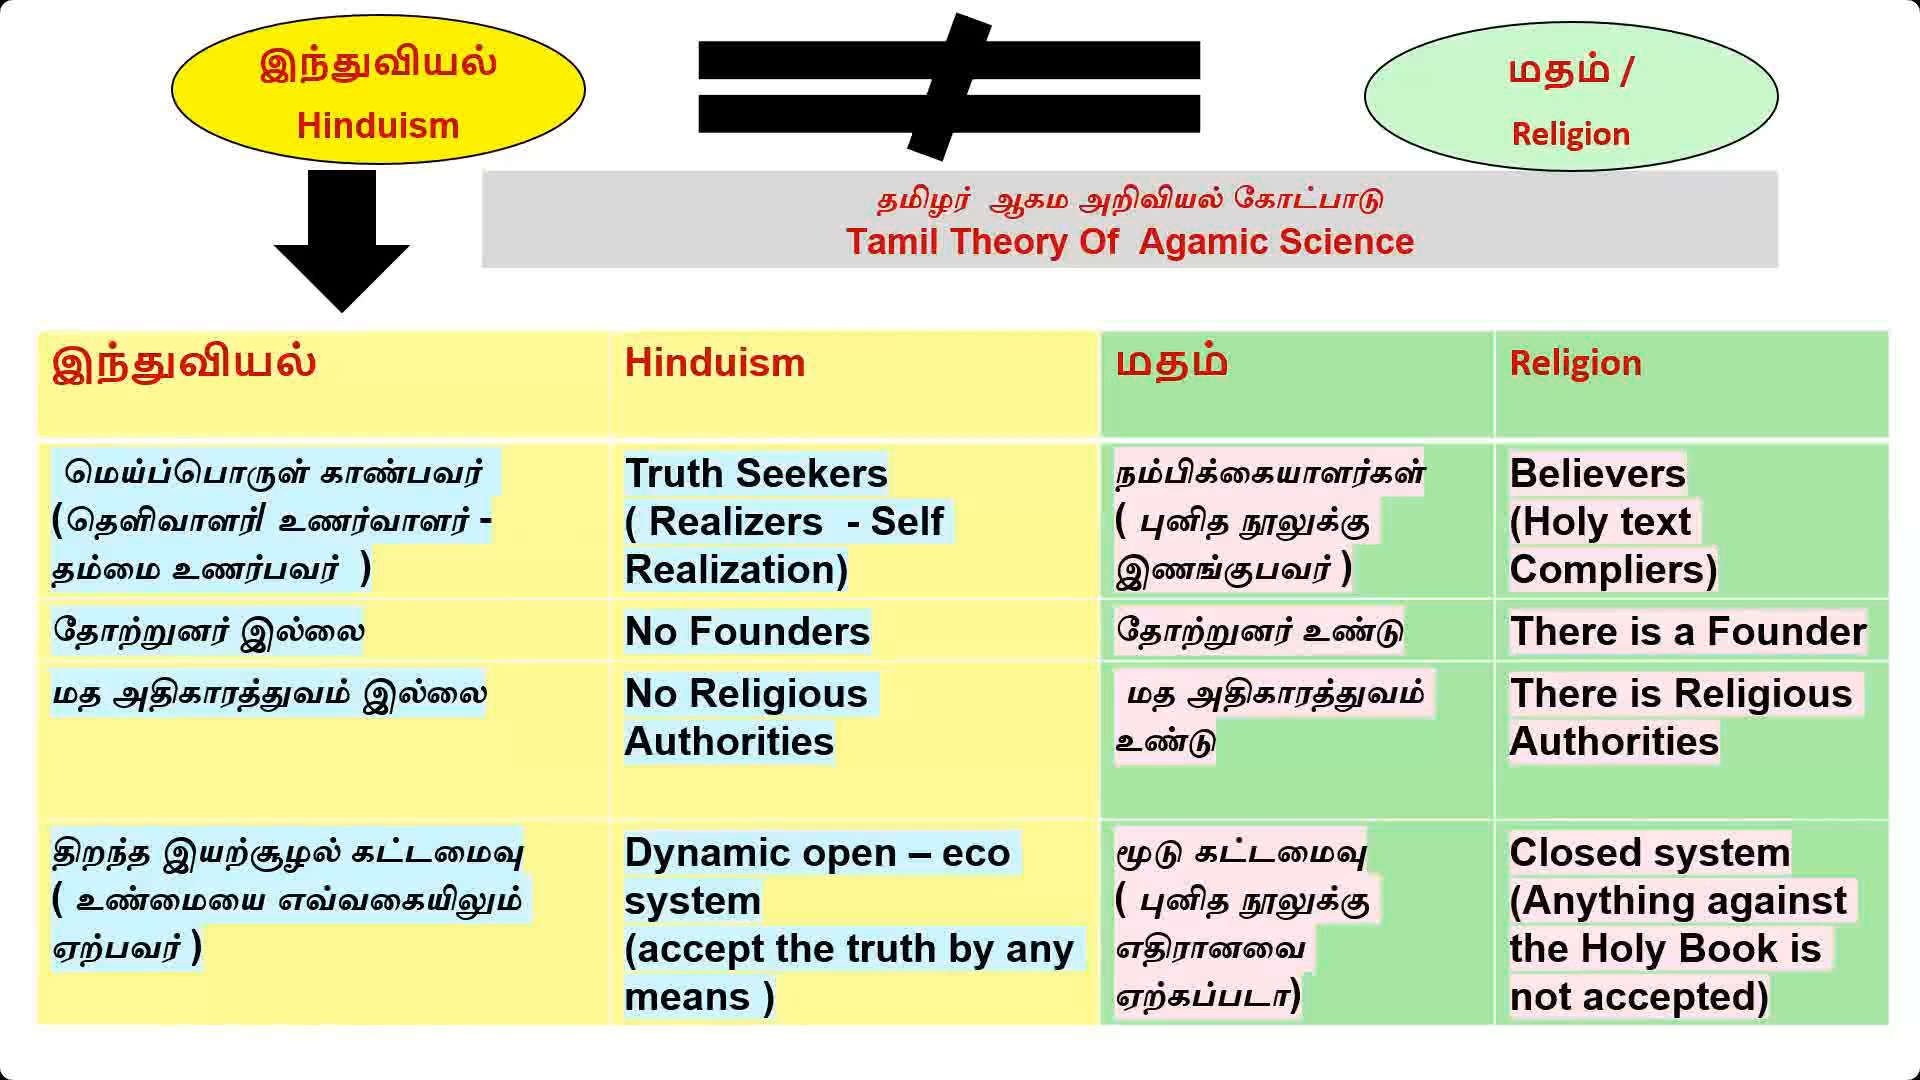 இந்துவியல்
Hinduism
மதம் /
Religion
தமிழர் ஆகம அறிவியல் கோட்பாடு
Tamil Theory Of Agamic Science
இந்துவியல்
Hinduism
மதம்
Religion
மெய்ப்பொருள் காண்பவர்
(தெளிவாளர்/ உணர்வாளர் -
தம்மை உணர்பவர் )
Truth Seekers
( Realizers - Self
Realization)
நம்பிக்கையாளர்கள்
( புனித நூலுக்கு
இணங்குபவர் )
Believers
(Holy text
Compliers)
தோற்றுனர் இல்லை
No Founders
தோற்றுனர் உண்டு
There is a Founder
மத அதிகாரத்துவம் இல்லை
No Religious
Authorities
மத அதிகாரத்துவம்
உண்டு
There is Religious
Authorities
திறந்த இயற்சூழல் கட்டமைவு
( உண்மையை எவ்வகையிலும்
ஏற்பவர் )
Dynamic open – eco
system
(accept the truth by any
means )
மூடு கட்டமைவு
( புனித நூலுக்கு
எதிரானவை
ஏற்கப்படா)
Closed system
(Anything against
the Holy Book is
not accepted)